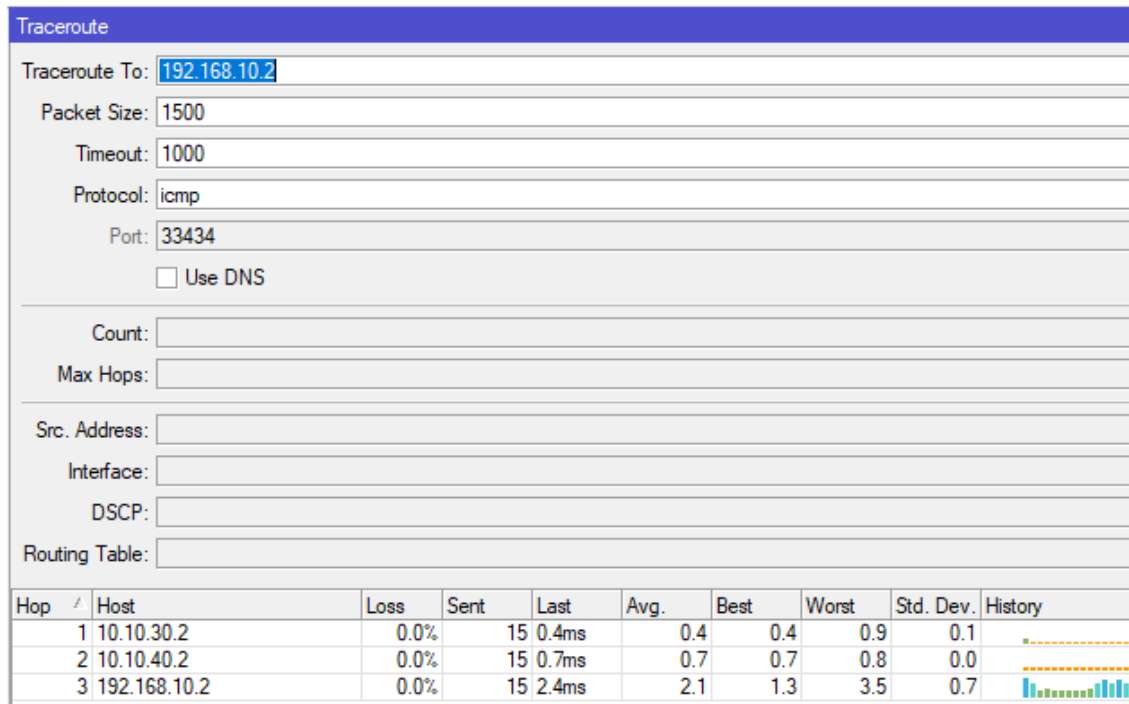 Traceroute
Traceroute To: 192.168.10.2
Packet Size: 1500
Timeout: 1000
Protocol: icmp
Port: 33434
Use DNS
Count:
Max Hops:
Src. Address:
Interface:
DSCP:
Routing Table:
Hop Host Loss Sent Last Avg. Best Worst Std. Dev. History
1 10.10.30.2 0.0% 15 0.4ms 0.4 0.4 0.9 0.1
2 10.10.40.2 0.0% 15 0.7ms 0.7 0.7 0.8 0.0
3 192.168.10.2 0.0% 15 2.4ms 2.1 1.3 3.5 0.7